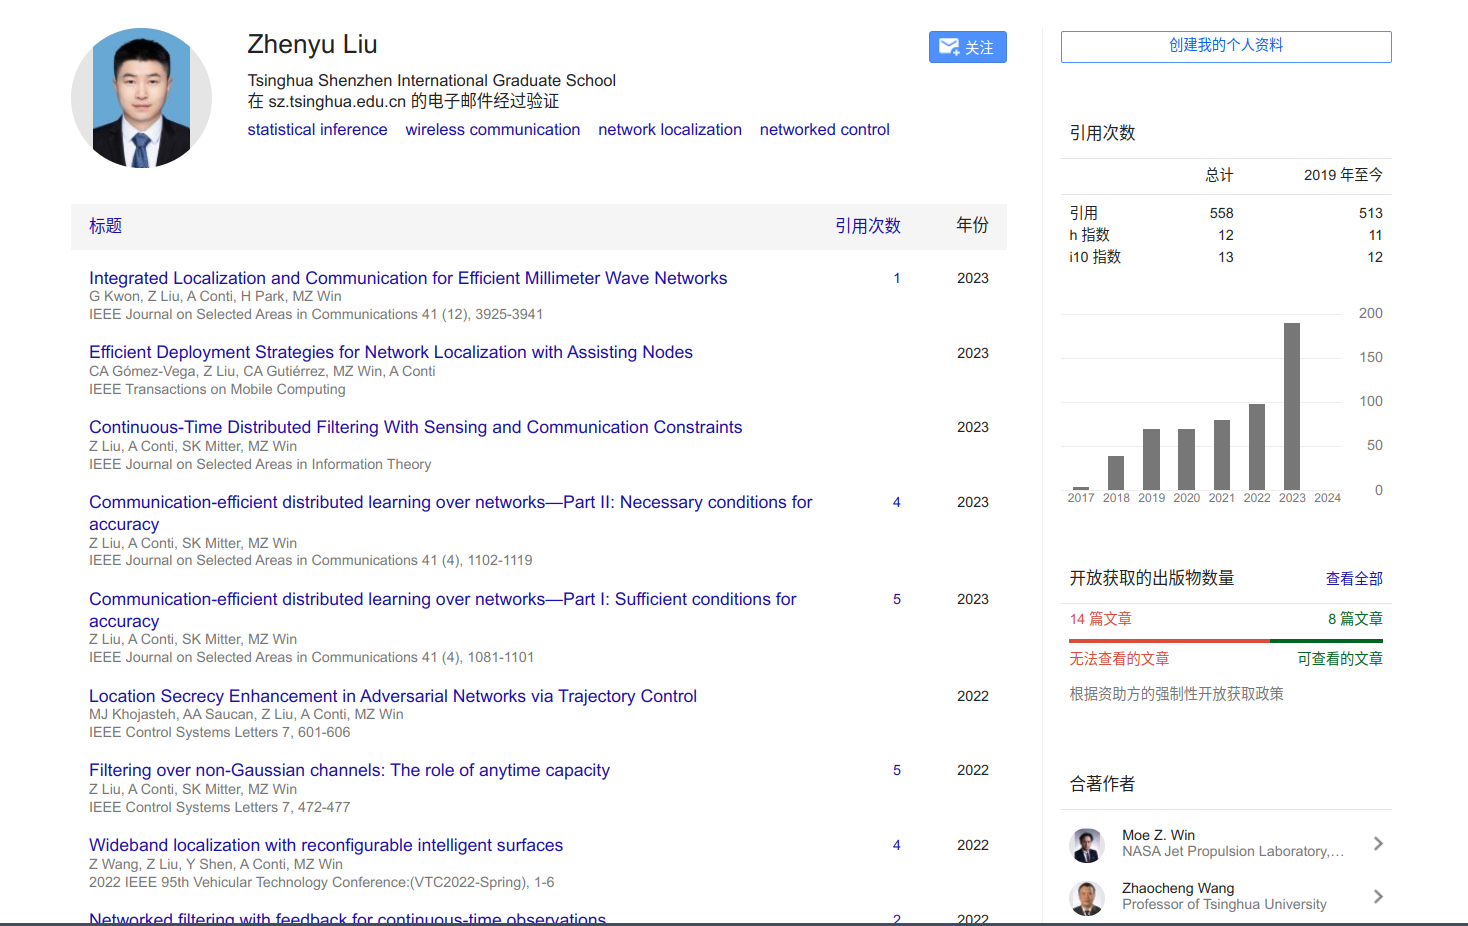 Zhenyu Liu
关注
Tsinghua Shenzhen International Graduate School
在 sz.tsinghua.edu.cn 的电子邮件经过验证
statistical inference wireless communication network localization networked control
标题 引用次数 年份
Integrated Localization and Communication for Efficient Millimeter Wave Networks 1 2023
G Kwon, Z Liu, A Conti, H Park, MZ Win
IEEE Journal on Selected Areas in Communications 41 (12), 3925-3941
Efficient Deployment Strategies for Network Localization with Assisting Nodes 2023
CA Gómez-Vega, Z Liu, CA Gutiérrez, MZ Win, A Conti
IEEE Transactions on Mobile Computing
Continuous-Time Distributed Filtering With Sensing and Communication Constraints 2023
Z Liu, A Conti, SK Mitter, MZ Win
IEEE Journal on Selected Areas in Information Theory
Communication-efficient distributed learning over networks—Part II: Necessary conditions for 4 2023
accuracy
Z Liu, A Conti, SK Mitter, MZ Win
IEEE Journal on Selected Areas in Communications 41 (4), 1102-1119
Communication-efficient distributed learning over networks—Part I: Sufficient conditions for 5 2023
accuracy
Z Liu, A Conti, SK Mitter, MZ Win
IEEE Journal on Selected Areas in Communications 41 (4), 1081-1101
Location Secrecy Enhancement in Adversarial Networks via Trajectory Control 2022
MJ Khojasteh, AA Saucan, Z Liu, A Conti, MZ Win
IEEE Control Systems Letters 7, 601-606
Filtering over non-Gaussian channels: The role of anytime capacity 5 2022
Z Liu, A Conti, SK Mitter, MZ Win
IEEE Control Systems Letters 7, 472-477
Wideband localization with reconfigurable intelligent surfaces 4 2022
Z Wang, Z Liu, Y Shen, A Conti, MZ Win
2022 IEEE 95th Vehicular Technology Conference:(VTC2022-Spring), 1-6
Networked filtering with feedback for continuous-time observations 2 2022
创建我的个人资料
引用次数
总计 2019 年至今
引用 558 513
h 指数 12 11
i10 指数 13 12
200
150
100
50
0
2017 2018 2019 2020 2021 2022 2023 2024
开放获取的出版物数量 查看全部
14 篇文章 8 篇文章
无法查看的文章 可查看的文章
根据资助方的强制性开放获取政策
合著作者
Moe Z. Win
NASA Jet Propulsion Laboratory,…
Zhaocheng Wang
Professor of Tsinghua University